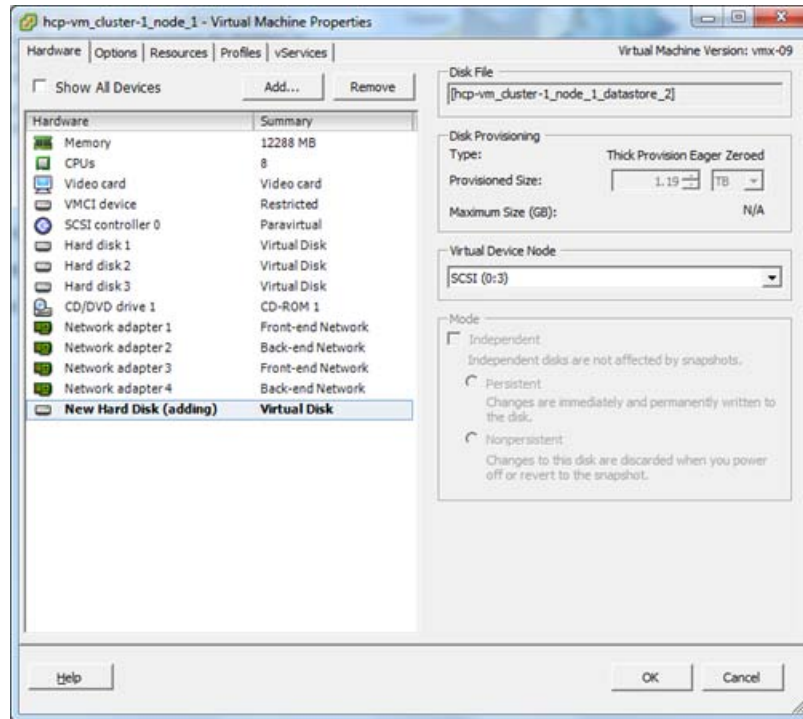 hcp-vm_cluster-1_node_1 - Virtual Machine Properties
Hardware Options Resources Profiles vServices Virtual Machine Version: vmx-09
Show All Devices Add... Remove
Hardware Summary
Memory 12288 MB
CPUs 8
Video card Video card
VMCI device Restricted
SCSI controller 0 Paravirtual
Hard disk 1 Virtual Disk
Hard disk 2 Virtual Disk
Hard disk 3 Virtual Disk
CD/DVD drive 1 CD-ROM 1
Network adapter 1 Front-end Network
Network adapter 2 Back-end Network
Network adapter 3 Front-end Network
Network adapter 4 Back-end Network
New Hard Disk (adding) Virtual Disk
Disk File
[hcp-vm_cluster-1_node_1_datastore_2]
Disk Provisioning
Type: Thick Provision Eager Zeroed
Provisioned Size: 1.19 TB
Maximum Size (GB): N/A
Virtual Device Node
SCSI (0:3)
Mode
Independent
Independent disks are not affected by snapshots.
Persistent
Changes are immediately and permanently written to
the disk.
Nonpersistent
Changes to this disk are discarded when you power
off or revert to the snapshot.
Help OK Cancel